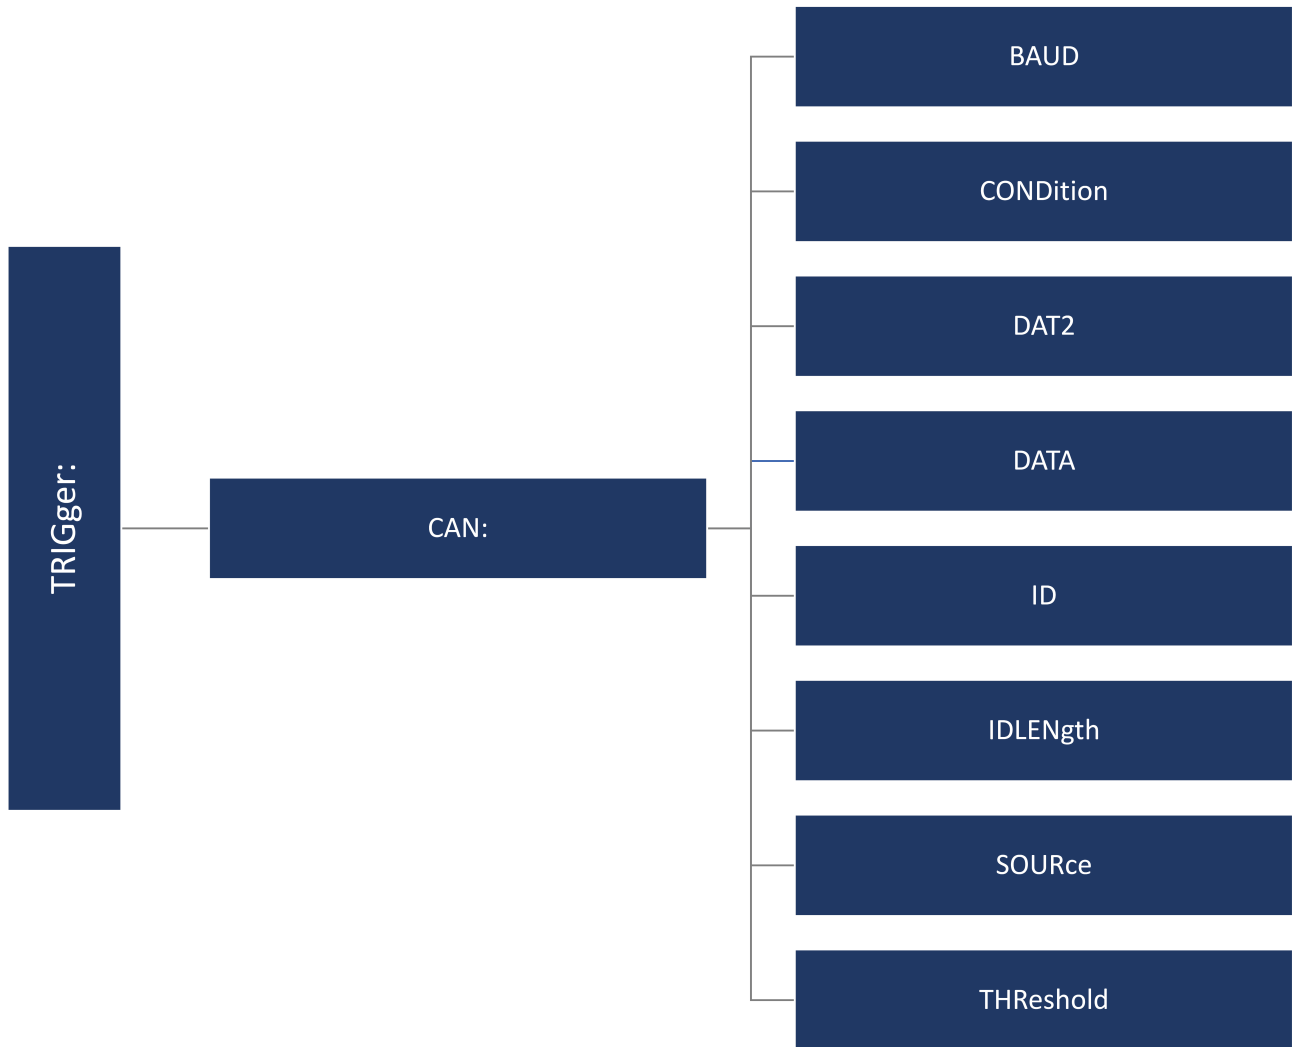 TRIGger:
CAN:
BAUD
CONDition
DAT2
DATA
ID
IDLENgth
SOURce
THReshold